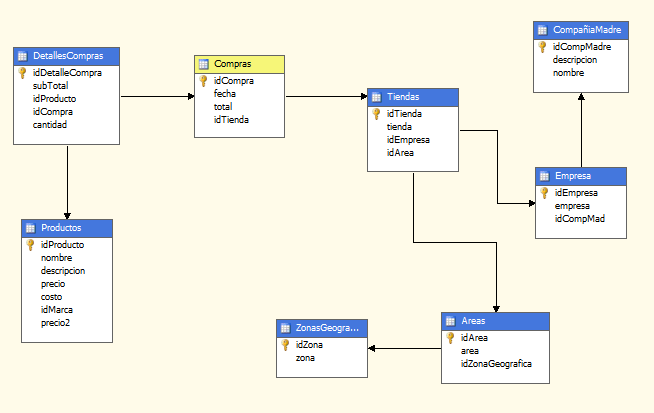 DetallesCompras
idDetalleCompra
subTotal
idProducto
idCompra
cantidad
Compras
idCompra
fecha
total
idTienda
Tiendas
idTienda
tienda
idEmpresa
idArea
CompañiaMadre
idCompMadre
descripcion
nombre
Empresa
idEmpresa
empresa
idCompMad
Productos
idProducto
nombre
descripcion
precio
costo
idMarca
precio2
ZonasGeogra...
idZona
zona
Areas
idArea
area
idZonaGeografica